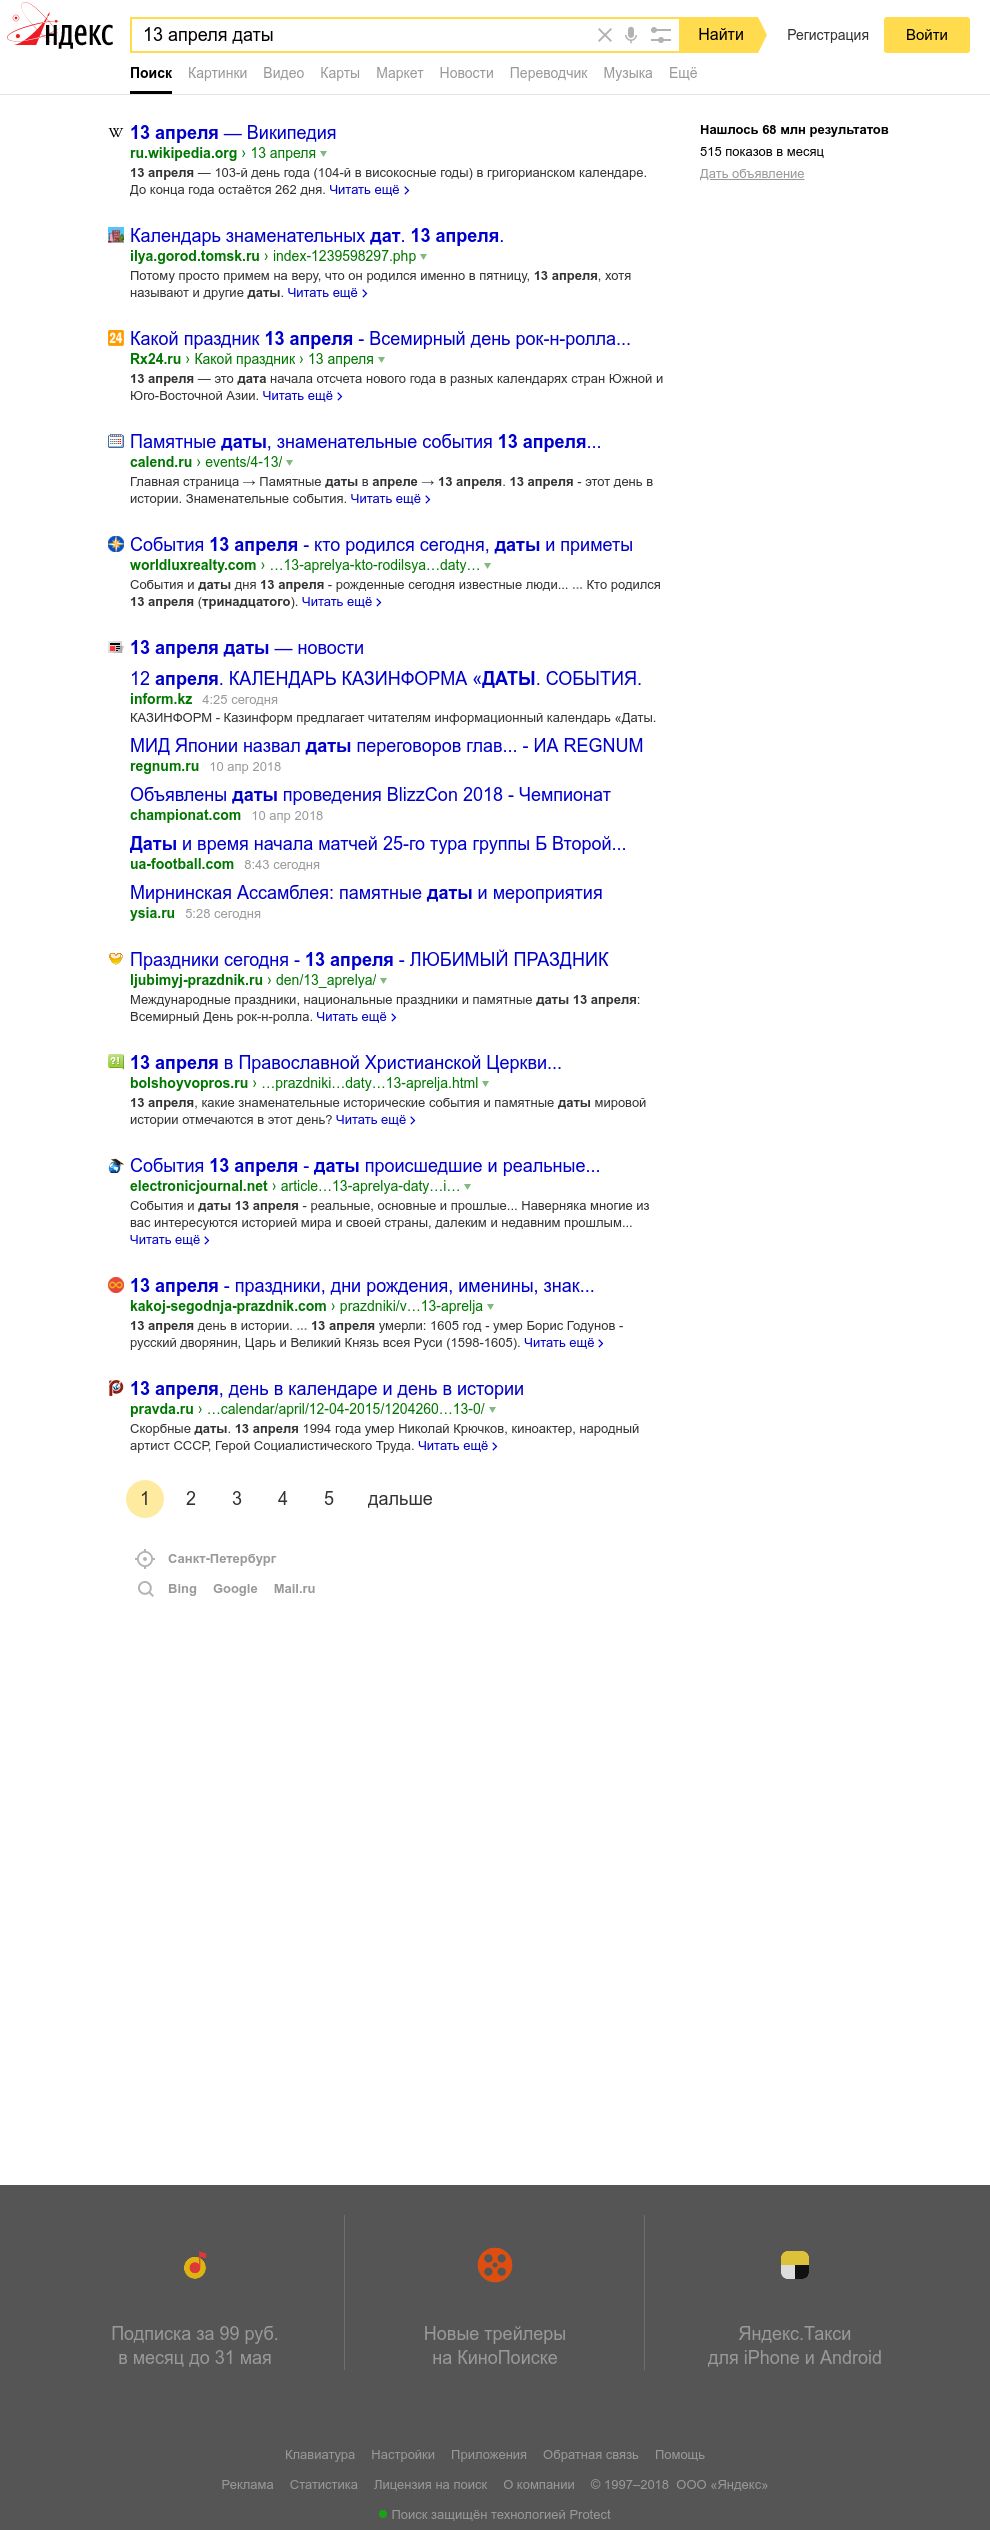 Яндекс
13 апреля даты
Найти
Регистрация
Войти
Поиск Картинки Видео Карты Маркет Новости Переводчик Музыка Ещё
13 апреля — Википедия
ru.wikipedia.org › 13 апреля
13 апреля — 103-й день года (104-й в високосные годы) в григорианском календаре.
До конца года остаётся 262 дня. Читать ещё ›
Нашлось 68 млн результатов
515 показов в месяц
Дать объявление
Календарь знаменательных дат. 13 апреля.
ilya.gorod.tomsk.ru › index-1239598297.php
Потому просто примем на веру, что он родился именно в пятницу, 13 апреля, хотя
называют и другие даты. Читать ещё ›
24
Какой праздник 13 апреля - Всемирный день рок-н-ролла...
Rx24.ru › Какой праздник › 13 апреля
13 апреля — это дата начала отсчета нового года в разных календарях стран Южной и
Юго-Восточной Азии. Читать ещё ›
Памятные даты, знаменательные события 13 апреля...
calend.ru › events/4-13/
Главная страница → Памятные даты в апреле → 13 апреля. 13 апреля - этот день в
истории. Знаменательные события. Читать ещё ›
События 13 апреля - кто родился сегодня, даты и приметы
worldluxrealty.com › …13-aprelya-kto-rodilsya…daty…
События и даты дня 13 апреля - рожденные сегодня известные люди... ... Кто родился
13 апреля (тринадцатого). Читать ещё ›
13 апреля даты — новости
12 апреля. КАЛЕНДАРЬ КАЗИНФОРМА «ДАТЫ. СОБЫТИЯ.
inform.kz 4:25 сегодня
КАЗИНФОРМ - Казинформ предлагает читателям информационный календарь «Даты.
МИД Японии назвал даты переговоров глав... - ИА REGNUM
regnum.ru 10 апр 2018
Объявлены даты проведения BlizzCon 2018 - Чемпионат
championat.com 10 апр 2018
Даты и время начала матчей 25-го тура группы Б Второй...
ua-football.com 8:43 сегодня
Мирнинская Ассамблея: памятные даты и мероприятия
ysia.ru 5:28 сегодня
Праздники сегодня - 13 апреля - ЛЮБИМЫЙ ПРАЗДНИК
ljubimyj-prazdnik.ru › den/13_aprelya/
Международные праздники, национальные праздники и памятные даты 13 апреля:
Всемирный День рок-н-ролла. Читать ещё ›
13 апреля в Православной Христианской Церкви...
bolshoyvopros.ru › …prazdniki…daty…13-aprelja.html
13 апреля, какие знаменательные исторические события и памятные даты мировой
истории отмечаются в этот день? Читать ещё ›
События 13 апреля - даты происшедшие и реальные...
electronicjournal.net › article…13-aprelya-daty…i…
События и даты 13 апреля - реальные, основные и прошлые... Наверняка многие из
вас интересуются историей мира и своей страны, далеким и недавним прошлым...
Читать ещё ›
13 апреля - праздники, дни рождения, именины, знак...
kakoj-segodnja-prazdnik.com › prazdniki/v…13-aprelja
13 апреля день в истории. ... 13 апреля умерли: 1605 год - умер Борис Годунов -
русский дворянин, Царь и Великий Князь всея Руси (1598-1605). Читать ещё ›
13 апреля, день в календаре и день в истории
pravda.ru › …calendar/april/12-04-2015/1204260…13-0/
Скорбные даты. 13 апреля 1994 года умер Николай Крючков, киноактер, народный
артист СССР, Герой Социалистического Труда. Читать ещё ›
1 2 3 4 5 дальше
Санкт-Петербург
Bing Google Mail.ru
Подписка за 99 руб.
в месяц до 31 мая
Новые трейлеры
на КиноПоиске
Яндекс.Такси
для iPhone и Android
Клавиатура Настройки Приложения Обратная связь Помощь
Реклама Статистика Лицензия на поиск О компании © 1997–2018 ООО «Яндекс»
Поиск защищён технологией Protect